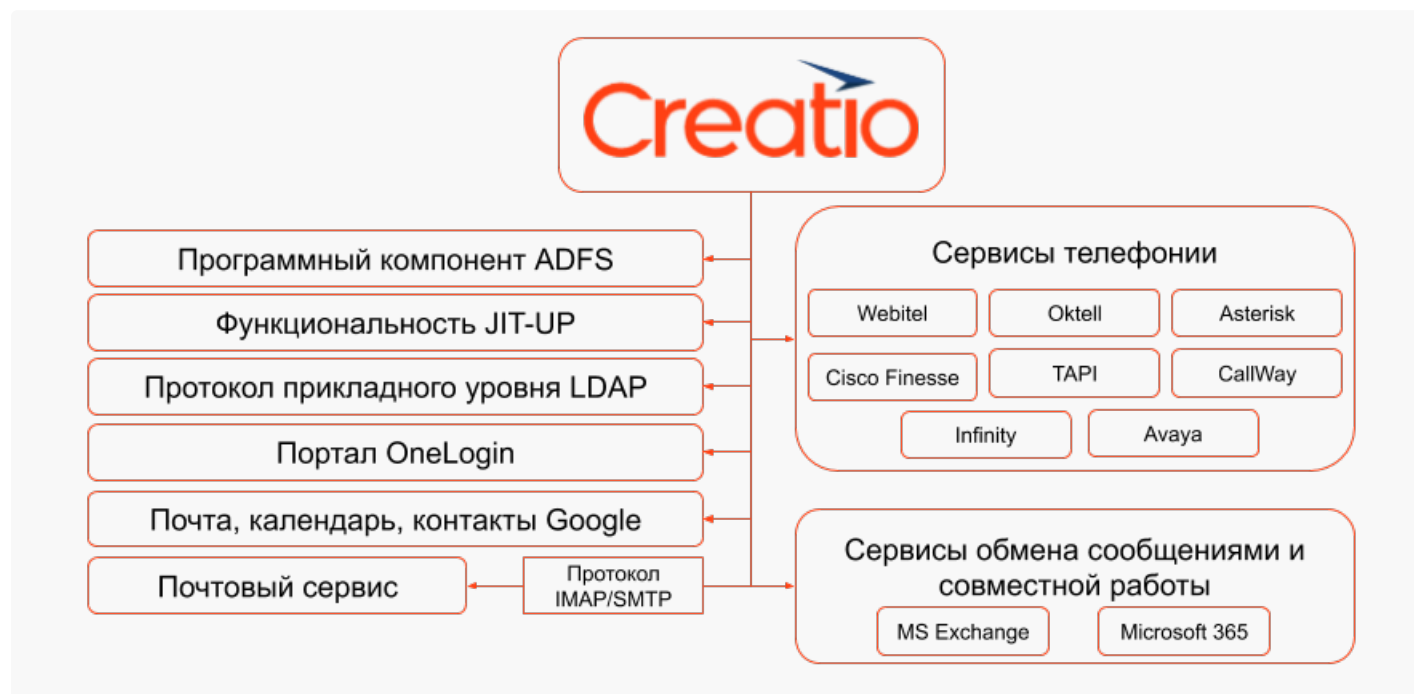 Creatio
Программный компонент ADFS
Функциональность JIT-UP
Протокол прикладного уровня LDAP
Портал OneLogin
Почта, календарь, контакты Google
Почтовый сервис
Протокол
IMAP/SMTP
Сервисы телефонии
Webitel
Oktell
Asterisk
Cisco Finesse
TAPI
CallWay
Infinity
Avaya
Сервисы обмена сообщениями и
совместной работы
MS Exchange
Microsoft 365